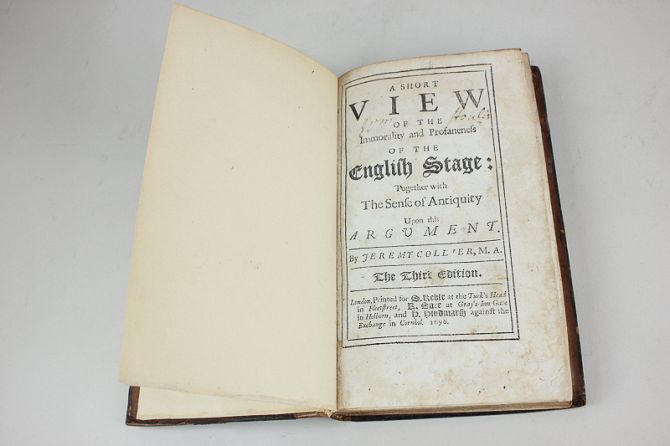 A SHORT
VIEW
OF THE
Immorality and Profaneneſs
OF THE
Engliſh Stage:
Together with
The Senſe of Antiquity
Upon this
ARGUMENT.
By JEREMY COLLIER, M. A.
The Third Edition.
London, Printed for S. Keble at the Turk's Head
in Fleetſtreet, R. Sare at Gray's-Inn Gate
in Holborn, and H. Hindmarſh againſt the
Exchange in Cornhil. 1698.